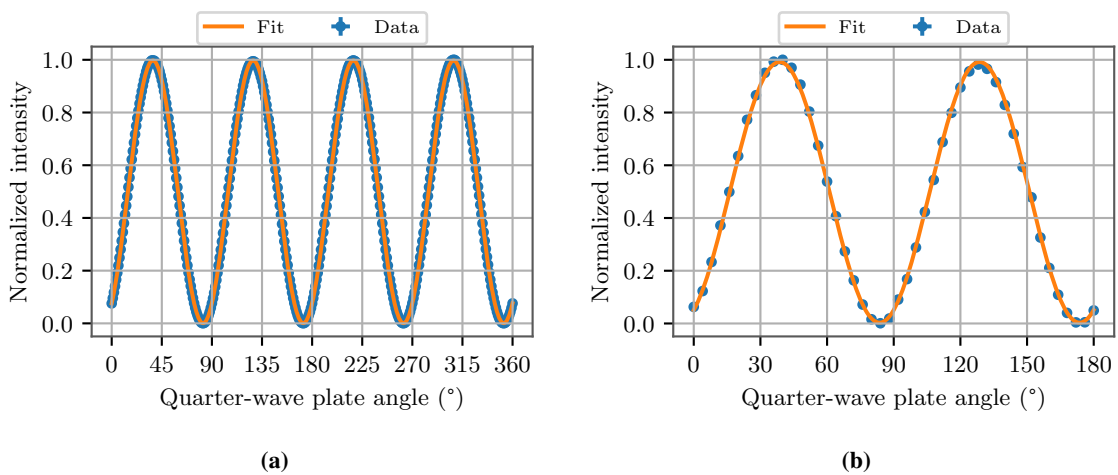 Fit Data
Normalized intensity
1.0
0.8
0.6
0.4
0.2
0.0
0 45 90 135 180 225 270 315 360
Quarter-wave plate angle (°)
(a)
Fit Data
Normalized intensity
1.0
0.8
0.6
0.4
0.2
0.0
0 30 60 90 120 150 180
Quarter-wave plate angle (°)
(b)